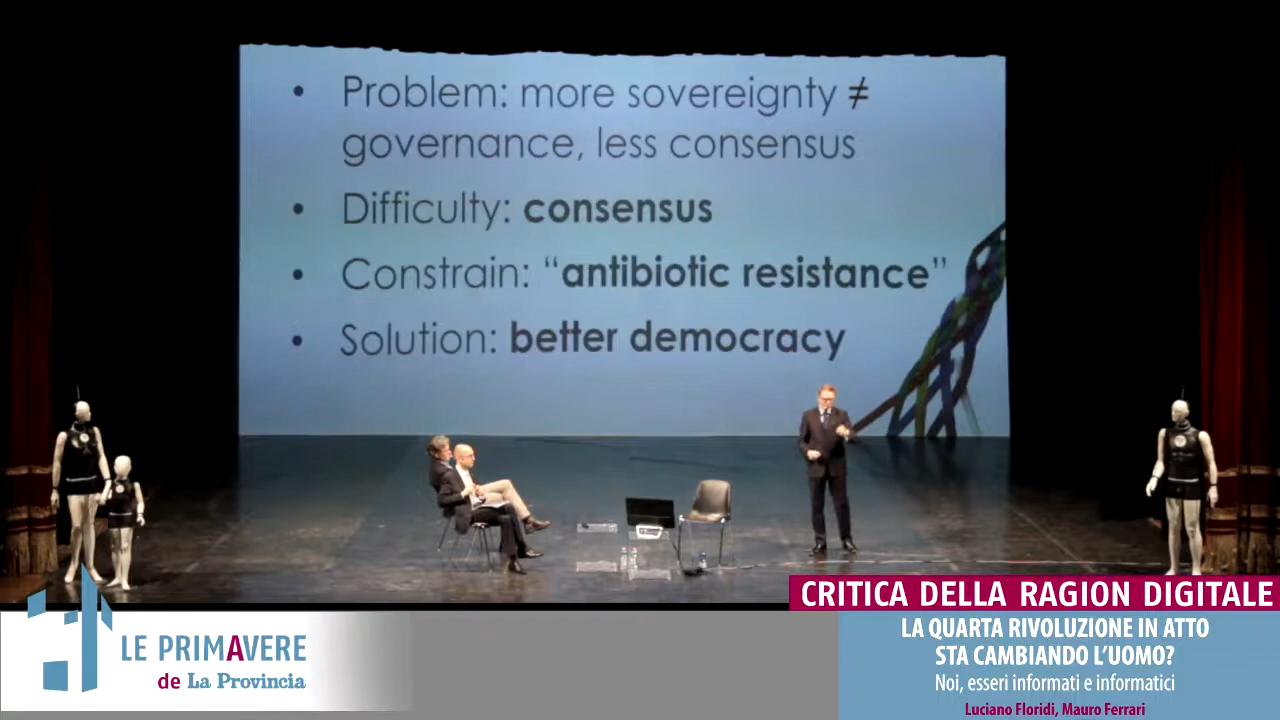 • Problem: more sovereignty ≠
governance, less consensus
• Difficulty: consensus
• Constrain: “antibiotic resistance”
• Solution: better democracy
CRITICA DELLA RAGION DIGITALE
LA QUARTA RIVOLUZIONE IN ATTO
STA CAMBIANDO L'UOMO?
Noi, esseri informati e informatici
Luciano Floridi, Mauro Ferrari
LE PRIMAVERE
de La Provincia